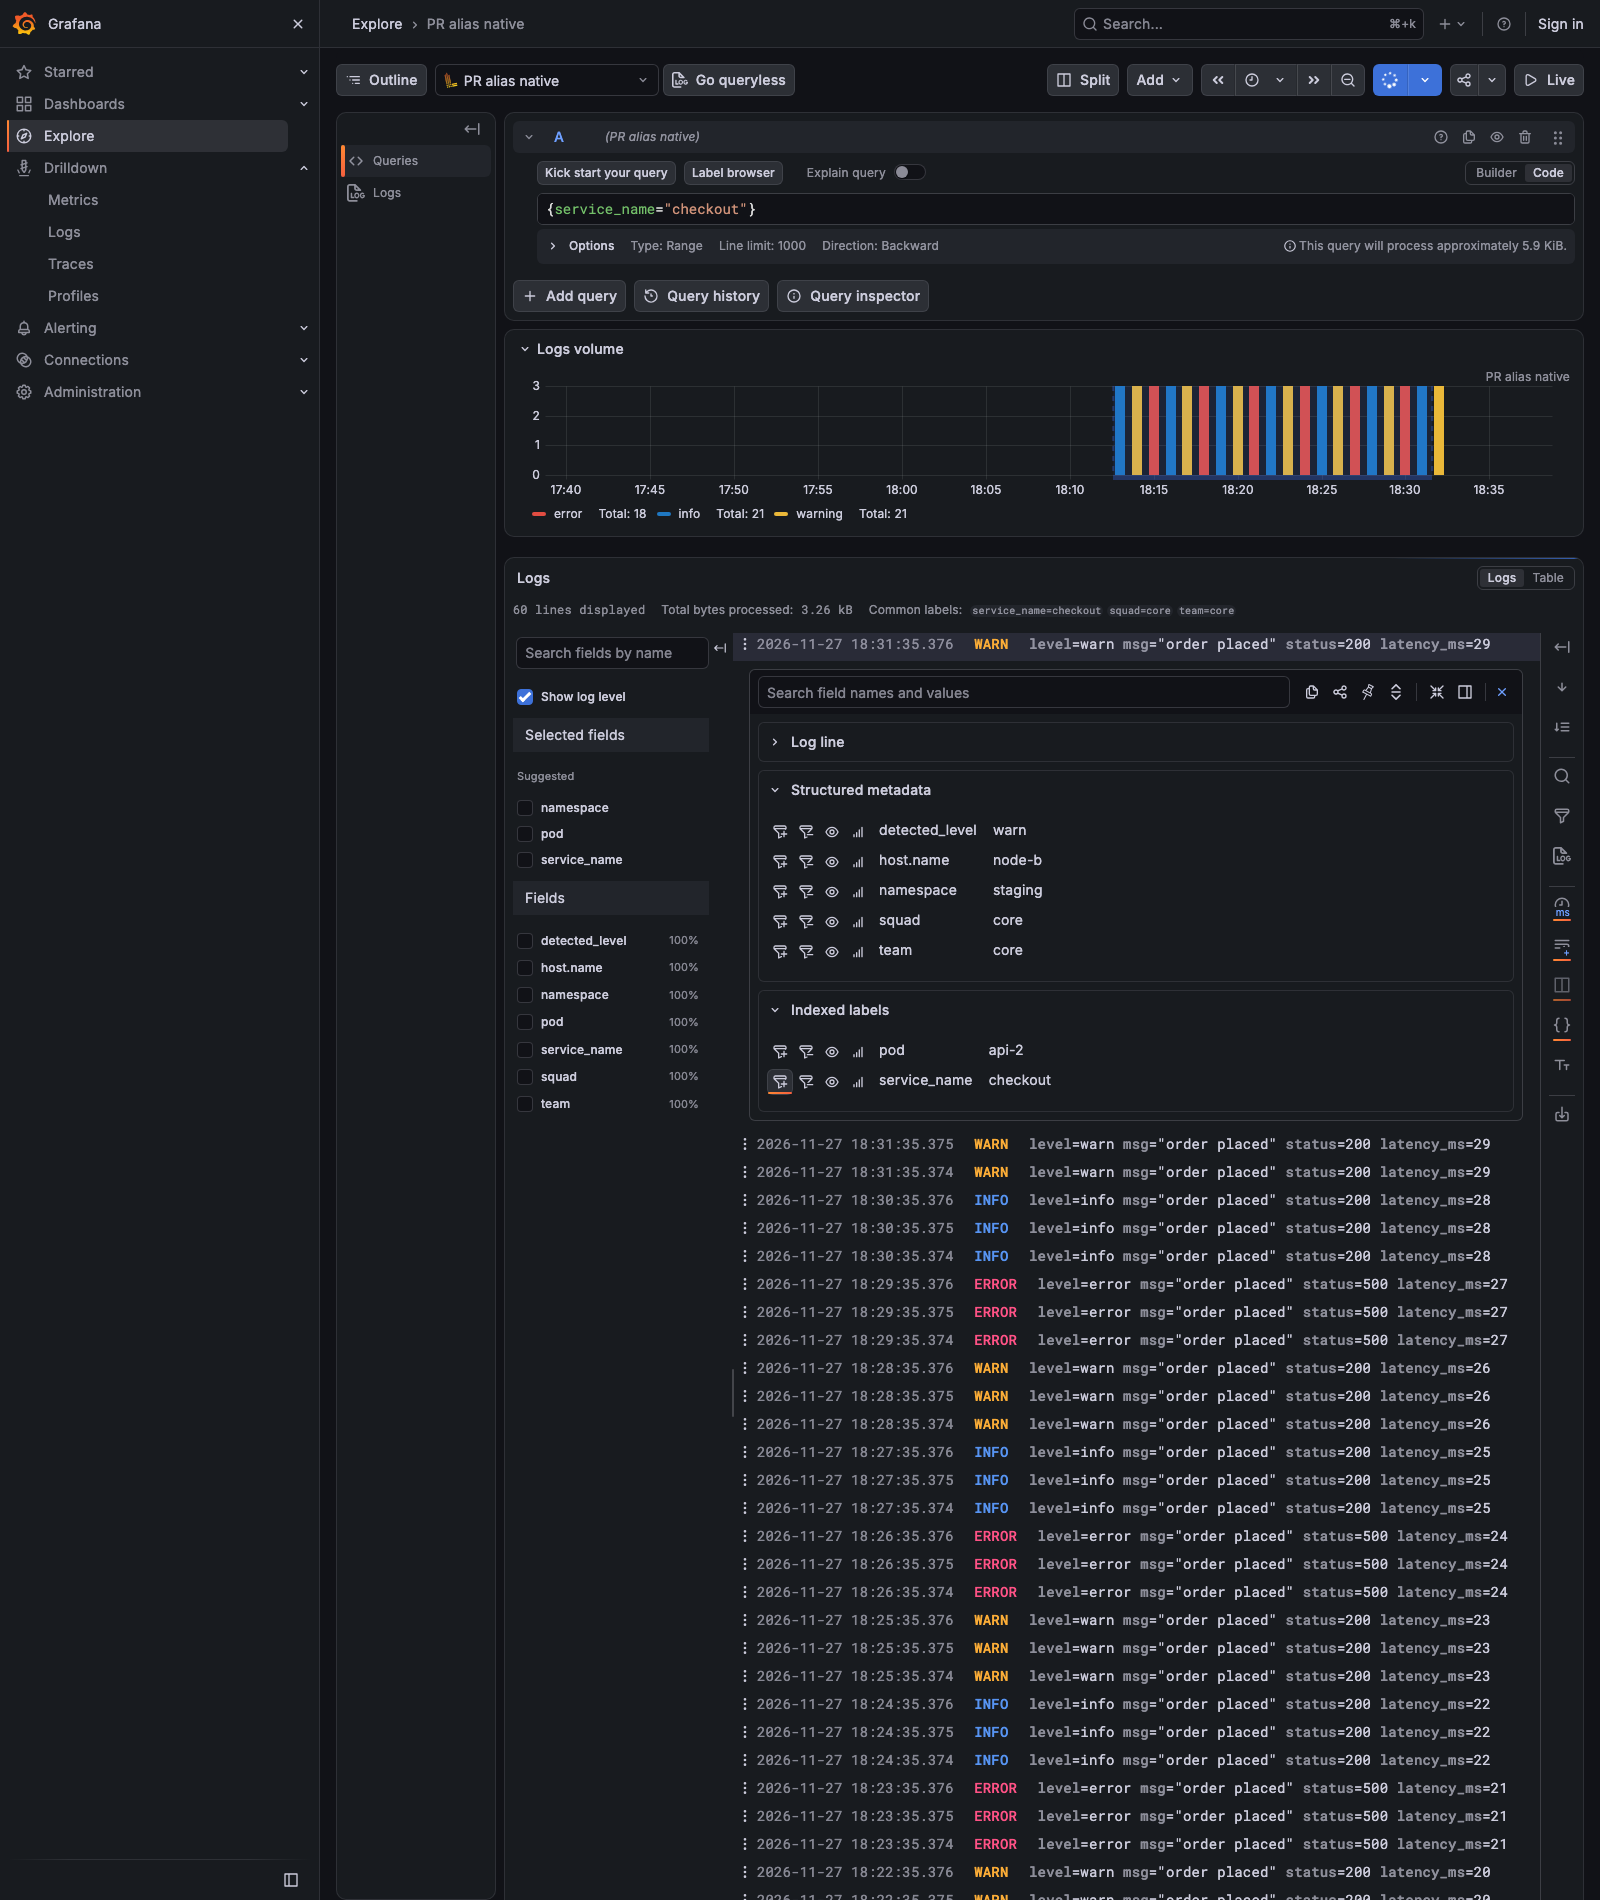 Grafana
Explore › PR alias native
Search...
⌘+k
Sign in
Starred
Dashboards
Explore
Drilldown
Metrics
Logs
Traces
Profiles
Alerting
Connections
Administration
Outline
PR alias native
Go queryless
Split
Add
Live
Queries
Logs
A (PR alias native)
Kick start your query Label browser Explain query Builder Code
{service_name="checkout"}
Options Type: Range Line limit: 1000 Direction: Backward This query will process approximately 5.9 KiB.
Add query Query history Query inspector
Logs volume
PR alias native
3
2
1
0
17:40 17:45 17:50 17:55 18:00 18:05 18:10 18:15 18:20 18:25 18:30 18:35
error Total: 18 info Total: 21 warning Total: 21
Logs
Logs Table
60 lines displayed Total bytes processed: 3.26 kB Common labels: service_name=checkout squad=core team=core
Search fields by name
Show log level
Selected fields
Suggested
namespace
pod
service_name
Fields
detected_level 100%
host.name 100%
namespace 100%
pod 100%
service_name 100%
squad 100%
team 100%
2026-11-27 18:31:35.376 WARN level=warn msg="order placed" status=200 latency_ms=29
Search field names and values
Log line
Structured metadata
detected_level warn
host.name node-b
namespace staging
squad core
team core
Indexed labels
pod api-2
service_name checkout
2026-11-27 18:31:35.375 WARN level=warn msg="order placed" status=200 latency_ms=29
2026-11-27 18:31:35.374 WARN level=warn msg="order placed" status=200 latency_ms=29
2026-11-27 18:30:35.376 INFO level=info msg="order placed" status=200 latency_ms=28
2026-11-27 18:30:35.375 INFO level=info msg="order placed" status=200 latency_ms=28
2026-11-27 18:30:35.374 INFO level=info msg="order placed" status=200 latency_ms=28
2026-11-27 18:29:35.376 ERROR level=error msg="order placed" status=500 latency_ms=27
2026-11-27 18:29:35.375 ERROR level=error msg="order placed" status=500 latency_ms=27
2026-11-27 18:29:35.374 ERROR level=error msg="order placed" status=500 latency_ms=27
2026-11-27 18:28:35.376 WARN level=warn msg="order placed" status=200 latency_ms=26
2026-11-27 18:28:35.375 WARN level=warn msg="order placed" status=200 latency_ms=26
2026-11-27 18:28:35.374 WARN level=warn msg="order placed" status=200 latency_ms=26
2026-11-27 18:27:35.376 INFO level=info msg="order placed" status=200 latency_ms=25
2026-11-27 18:27:35.375 INFO level=info msg="order placed" status=200 latency_ms=25
2026-11-27 18:27:35.374 INFO level=info msg="order placed" status=200 latency_ms=25
2026-11-27 18:26:35.376 ERROR level=error msg="order placed" status=500 latency_ms=24
2026-11-27 18:26:35.375 ERROR level=error msg="order placed" status=500 latency_ms=24
2026-11-27 18:26:35.374 ERROR level=error msg="order placed" status=500 latency_ms=24
2026-11-27 18:25:35.376 WARN level=warn msg="order placed" status=200 latency_ms=23
2026-11-27 18:25:35.375 WARN level=warn msg="order placed" status=200 latency_ms=23
2026-11-27 18:25:35.374 WARN level=warn msg="order placed" status=200 latency_ms=23
2026-11-27 18:24:35.376 INFO level=info msg="order placed" status=200 latency_ms=22
2026-11-27 18:24:35.375 INFO level=info msg="order placed" status=200 latency_ms=22
2026-11-27 18:24:35.374 INFO level=info msg="order placed" status=200 latency_ms=22
2026-11-27 18:23:35.376 ERROR level=error msg="order placed" status=500 latency_ms=21
2026-11-27 18:23:35.375 ERROR level=error msg="order placed" status=500 latency_ms=21
2026-11-27 18:23:35.374 ERROR level=error msg="order placed" status=500 latency_ms=21
2026-11-27 18:22:35.376 WARN level=warn msg="order placed" status=200 latency_ms=20